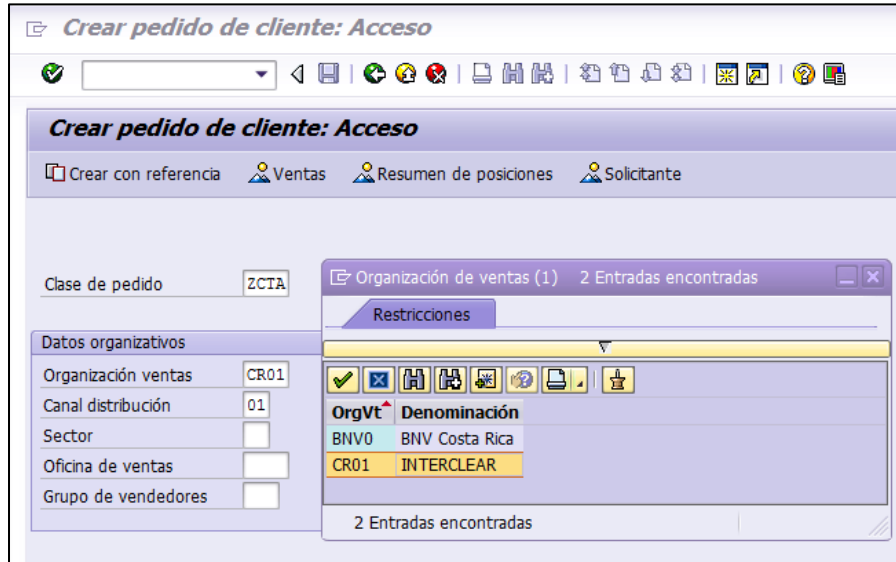 Crear pedido de cliente: Acceso
Crear pedido de cliente: Acceso
Crear con referencia Ventas Resumen de posiciones Solicitante
Clase de pedido ZCTA
Datos organizativos
Organización ventas CR01
Canal distribución 01
Sector
Oficina de ventas
Grupo de vendedores
Organización de ventas (1) 2 Entradas encontradas
Restricciones
OrgVt Denominación
BNV0 BNV Costa Rica
CR01 INTERCLEAR
2 Entradas encontradas